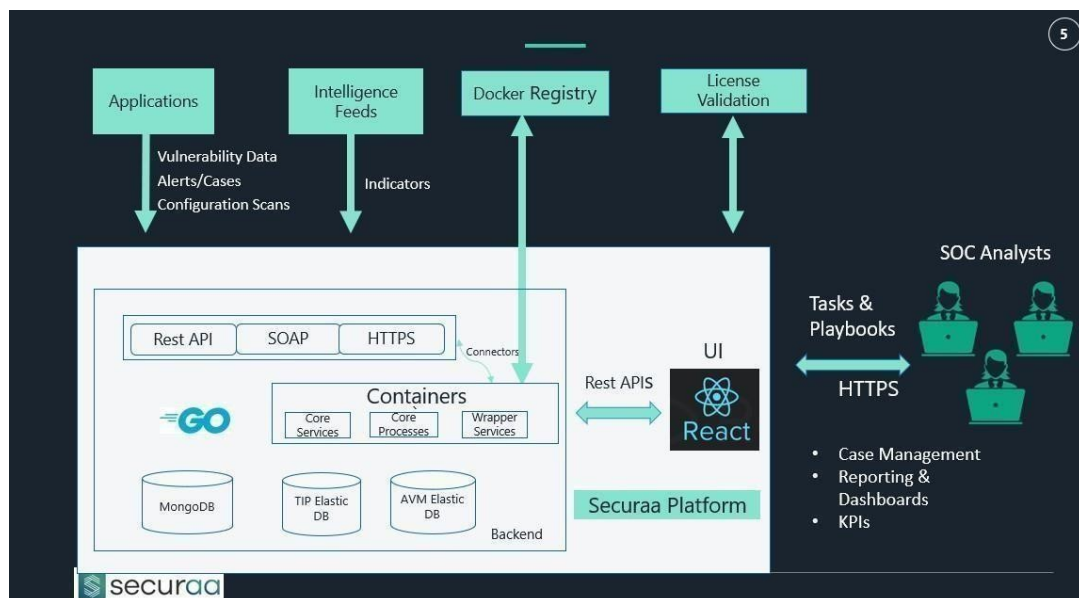 5
Applications
Intelligence
Feeds
Docker Registry
License
Validation
Vulnerability Data
Alerts/Cases
Configuration Scans
Indicators
SOC Analysts
Tasks &
Playbooks
HTTPS
Rest API
SOAP
HTTPS
Connectors
Containers
Core
Services
Core
Processes
Wrapper
Services
GO
Rest APIs
UI
React
MongoDB
TIP Elastic
DB
AVM Elastic
DB
Backend
Securaa Platform
• Case Management
• Reporting &
Dashboards
• KPIs
securaa